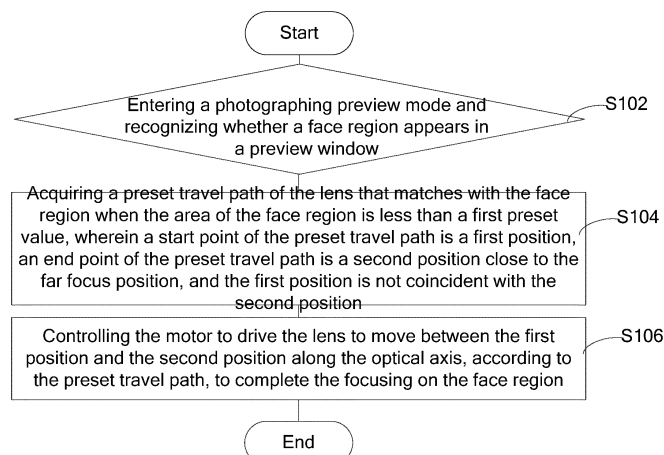 Start
Entering a photographing preview mode and
recognizing whether a face region appears in
a preview window
S102
Acquiring a preset travel path of the lens that matches with the face
region when the area of the face region is less than a first preset
value, wherein a start point of the preset travel path is a first position,
an end point of the preset travel path is a second position close to the
far focus position, and the first position is not coincident with the
second position
S104
Controlling the motor to drive the lens to move between the first
position and the second position along the optical axis, according to
the preset travel path, to complete the focusing on the face region
S106
End